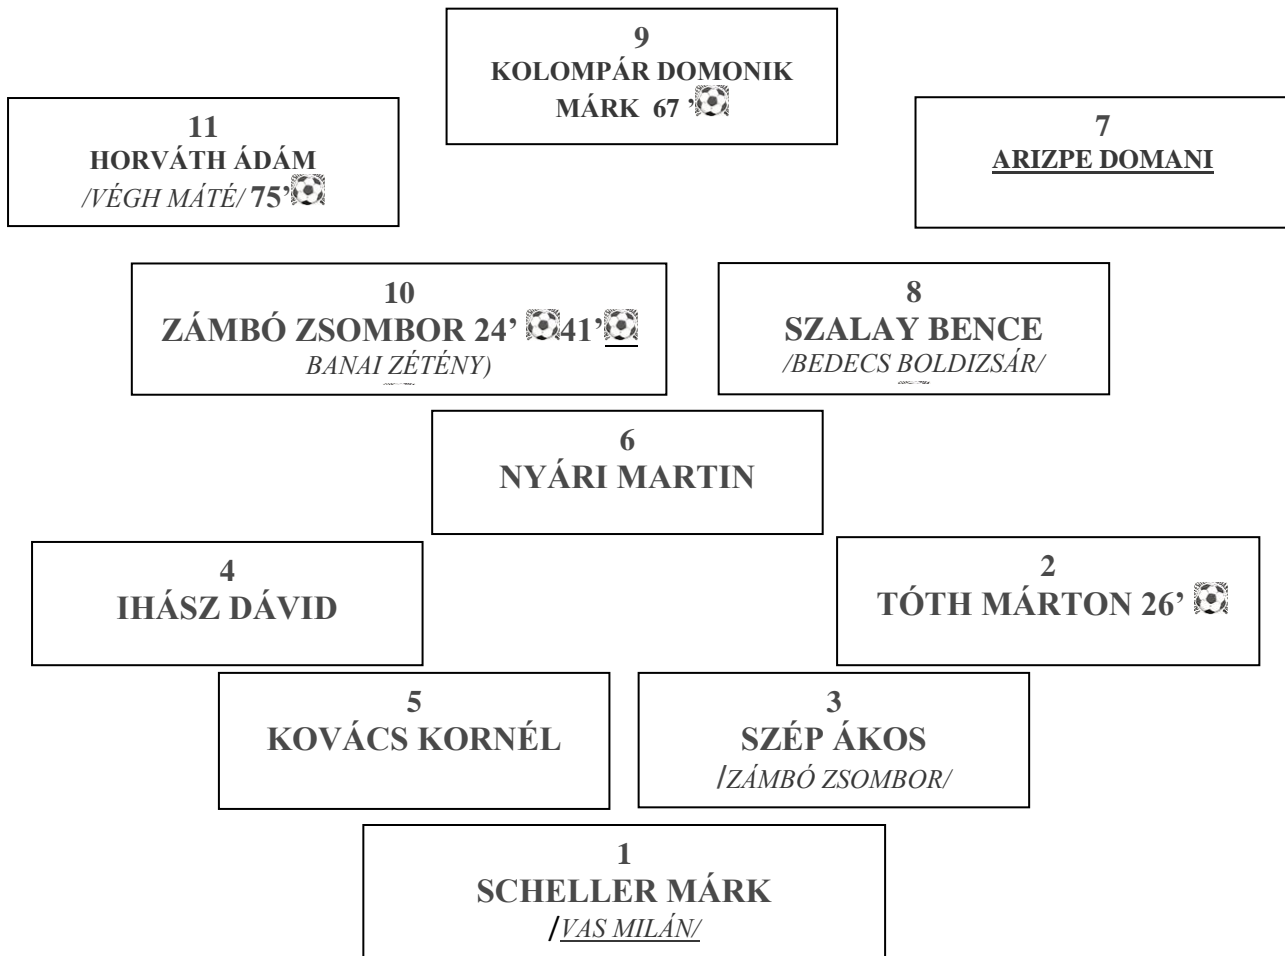 9
KOLOMPÁR DOMONIK
MÁRK 67 ’
11
HORVÁTH ÁDÁM
/VÉGH MÁTÉ/ 75’
7
ARIZPE DOMANI
10
ZÁMBÓ ZSOMBOR 24’ 41’
BANAI ZÉTÉNY)
8
SZALAY BENCE
/BEDECS BOLDIZSÁR/
6
NYÁRI MARTIN
4
IHÁSZ DÁVID
2
TÓTH MÁRTON 26’
5
KOVÁCS KORNÉL
3
SZÉP ÁKOS
/ZÁMBÓ ZSOMBOR/
1
SCHELLER MÁRK
/VAS MILÁN/